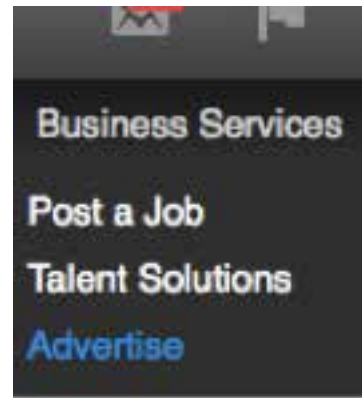 Business Services
Post a Job
Talent Solutions
Advertise